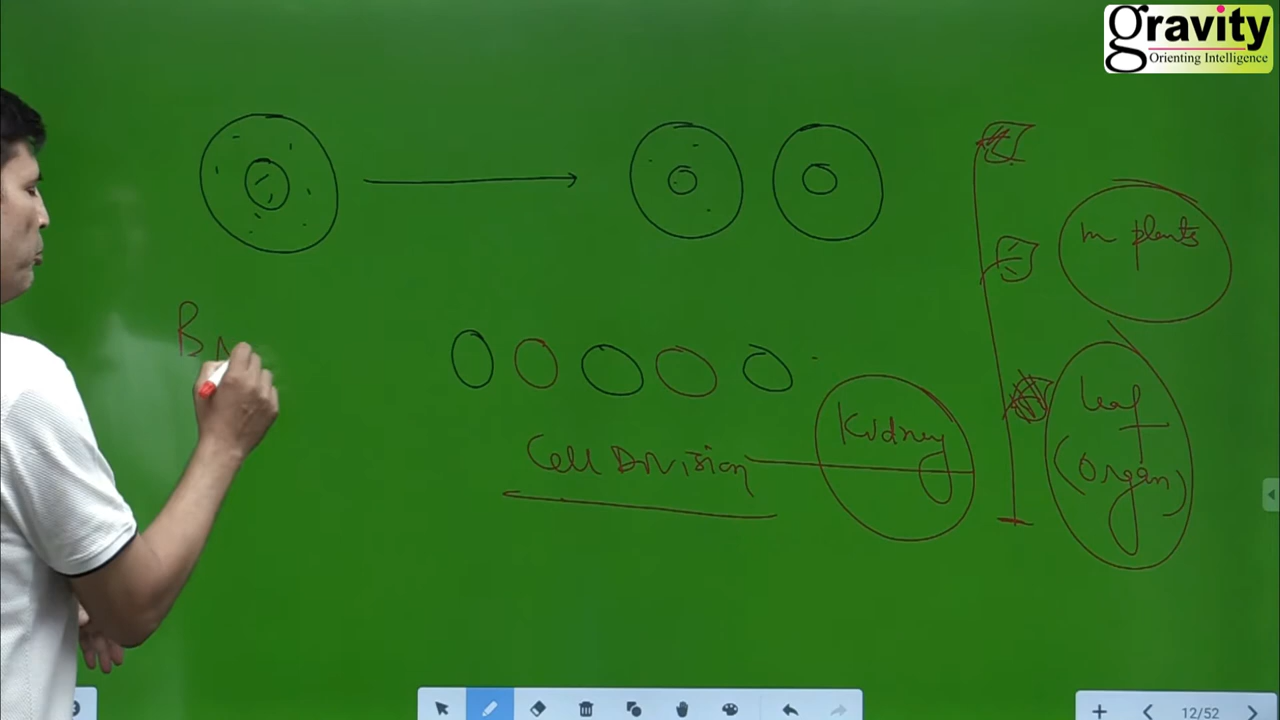 gravity
Orienting Intelligence
in plants
B
Kidney
Leaf
(Organ)
Cell Division
12/52